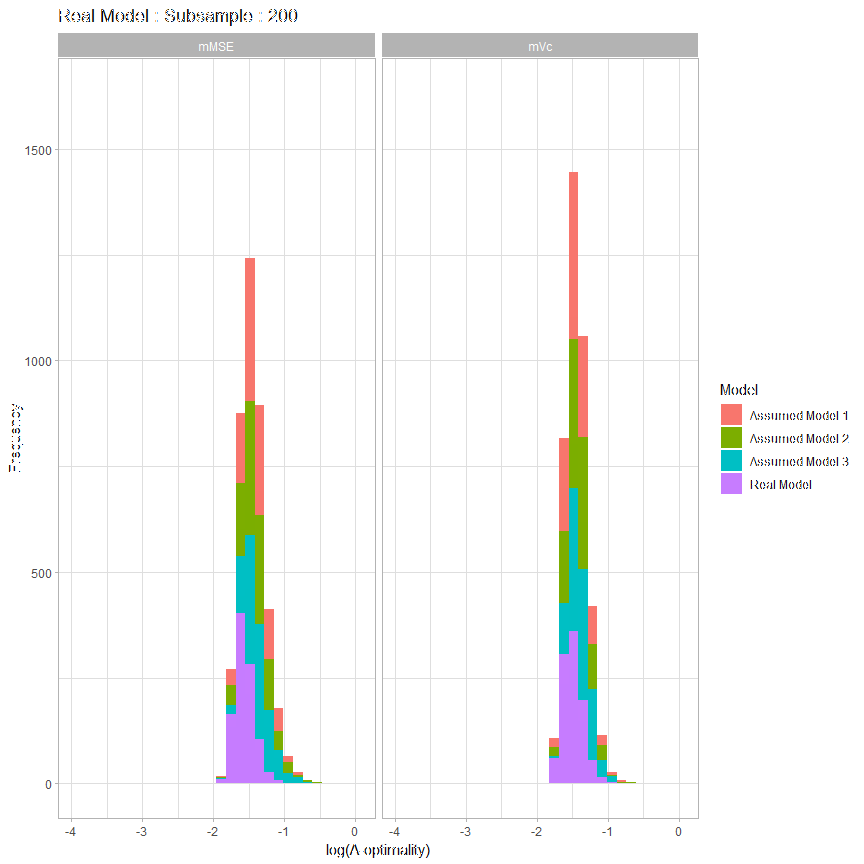 Real Model : Subsample : 200
mMSE
mVc
1500
1000
500
0
Frequency
-4 -3 -2 -1 0
-4 -3 -2 -1 0
log(A-optimality)
Model
Assumed Model 1
Assumed Model 2
Assumed Model 3
Real Model